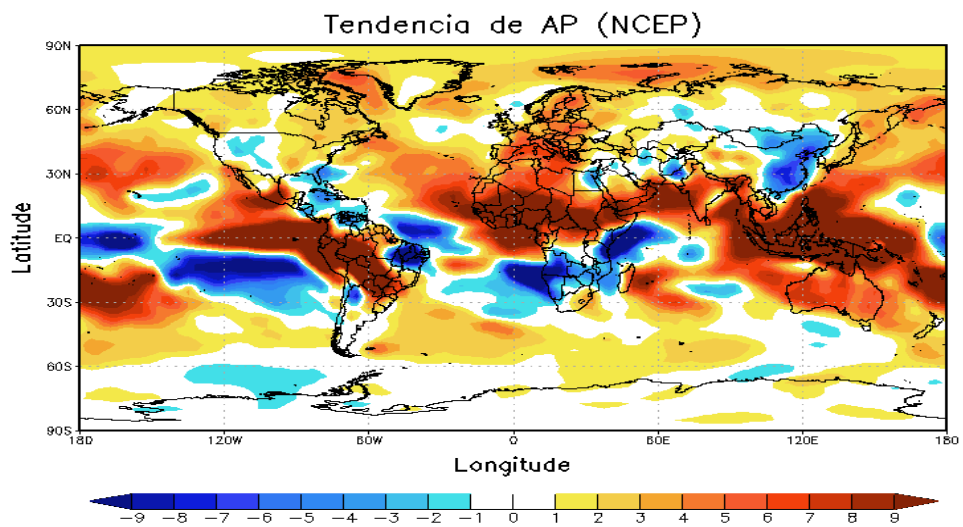 Tendencia de AP (NCEP)
90N
60N
30N
EQ
30S
60S
90S
Latitude
180 120W 60W 0 60E 120E 180
Longitude
-9 -8 -7 -6 -5 -4 -3 -2 -1 0 1 2 3 4 5 6 7 8 9